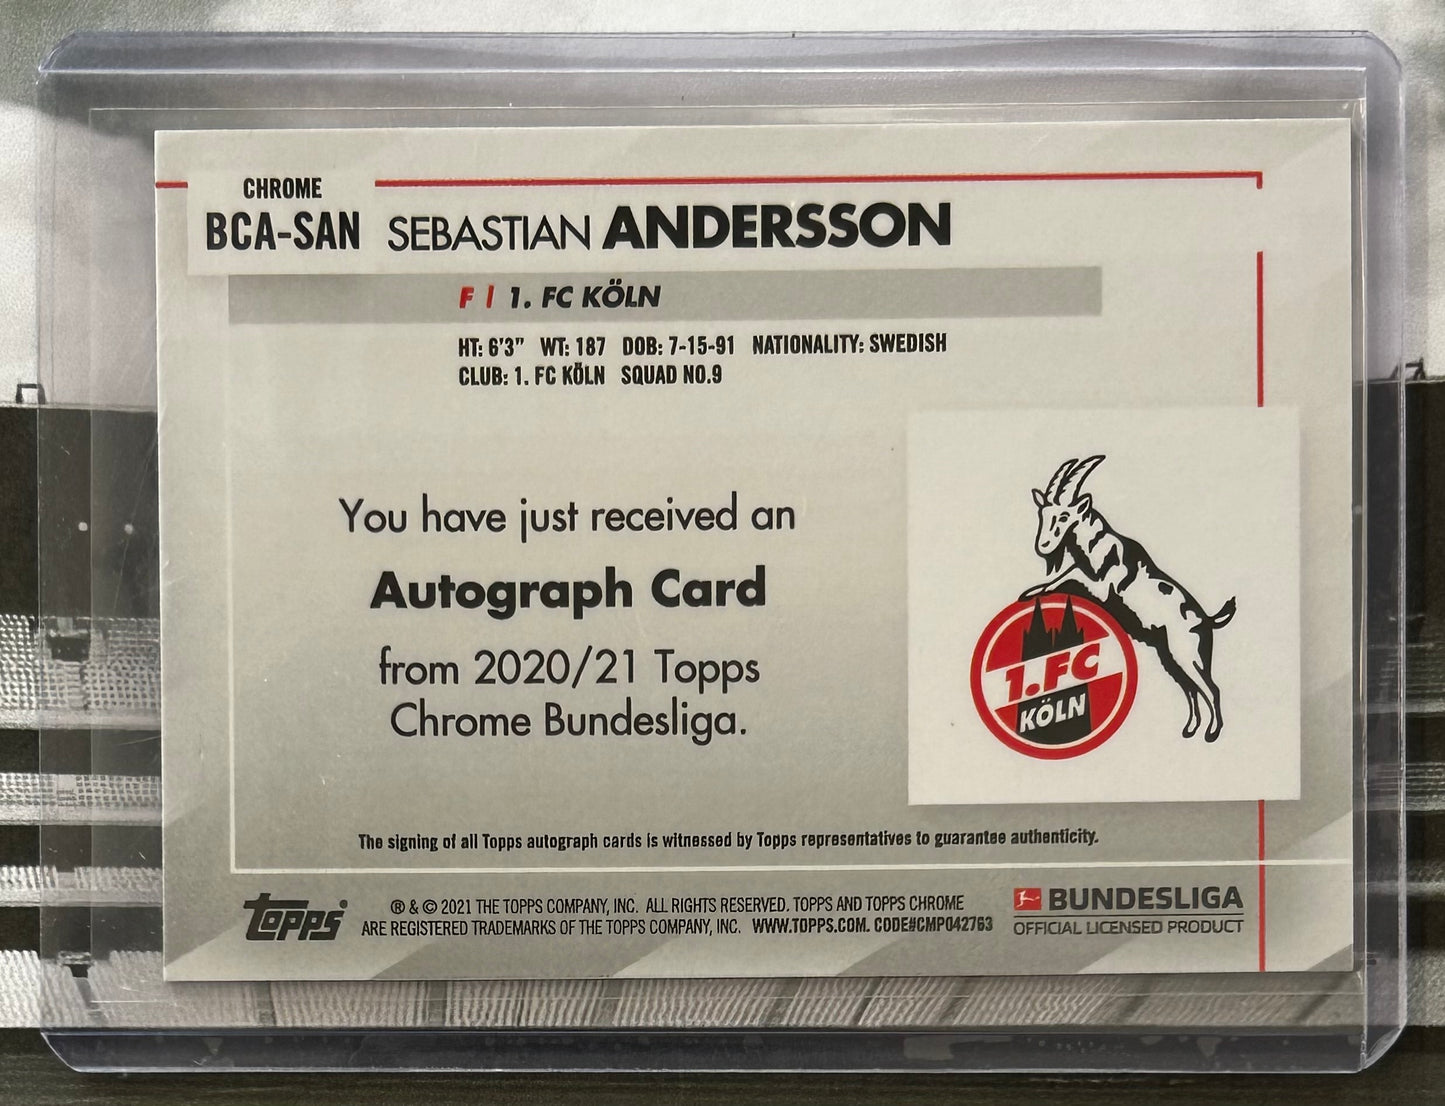 CHROME
BCA-SAN
SEBASTIAN ANDERSSON
F / 1. FC KÖLN
HT: 6'3" WT: 187 DOB: 7-15-91 NATIONALITY: SWEDISH
CLUB: 1. FC KÖLN SQUAD NO.9
You have just received an
Autograph Card
from 2020/21 Topps
Chrome Bundesliga.
1.FC
KÖLN
The signing of all Topps autograph cards is witnessed by Topps representatives to guarantee authenticity.
Topps
® & © 2021 THE TOPPS COMPANY, INC. ALL RIGHTS RESERVED. TOPPS AND TOPPS CHROME
ARE REGISTERED TRADEMARKS OF THE TOPPS COMPANY, INC. WWW.TOPPS.COM. CODE#CMP042763
BUNDESLIGA
OFFICIAL LICENSED PRODUCT